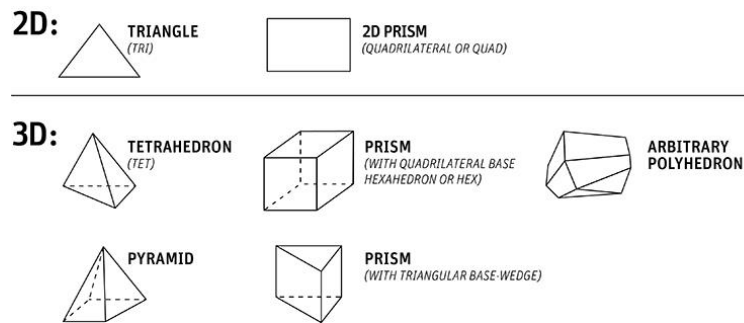 2D:
TRIANGLE
(TRI)
2D PRISM
(QUADRILATERAL OR QUAD)
3D:
TETRAHEDRON
(TET)
PRISM
(WITH QUADRILATERAL BASE
HEXAHEDRON OR HEX)
ARBITRARY
POLYHEDRON
PYRAMID
PRISM
(WITH TRIANGULAR BASE-WEDGE)